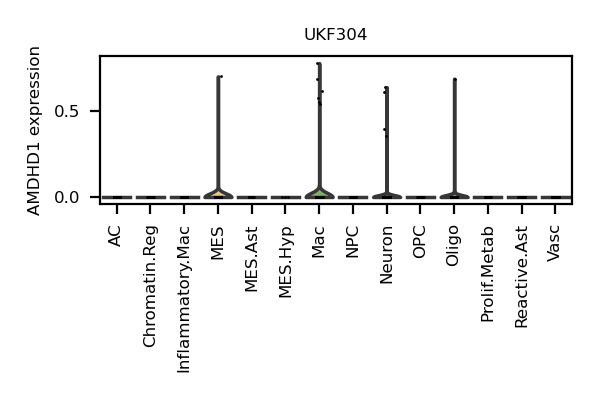 UKF304
AMDHD1 expression
0.5
0.0
AC
Chromatin.Reg
Inflammatory.Mac
MES
MES.Ast
MES.Hyp
Mac
NPC
Neuron
OPC
Oligo
Prolif.Metab
Reactive.Ast
Vasc